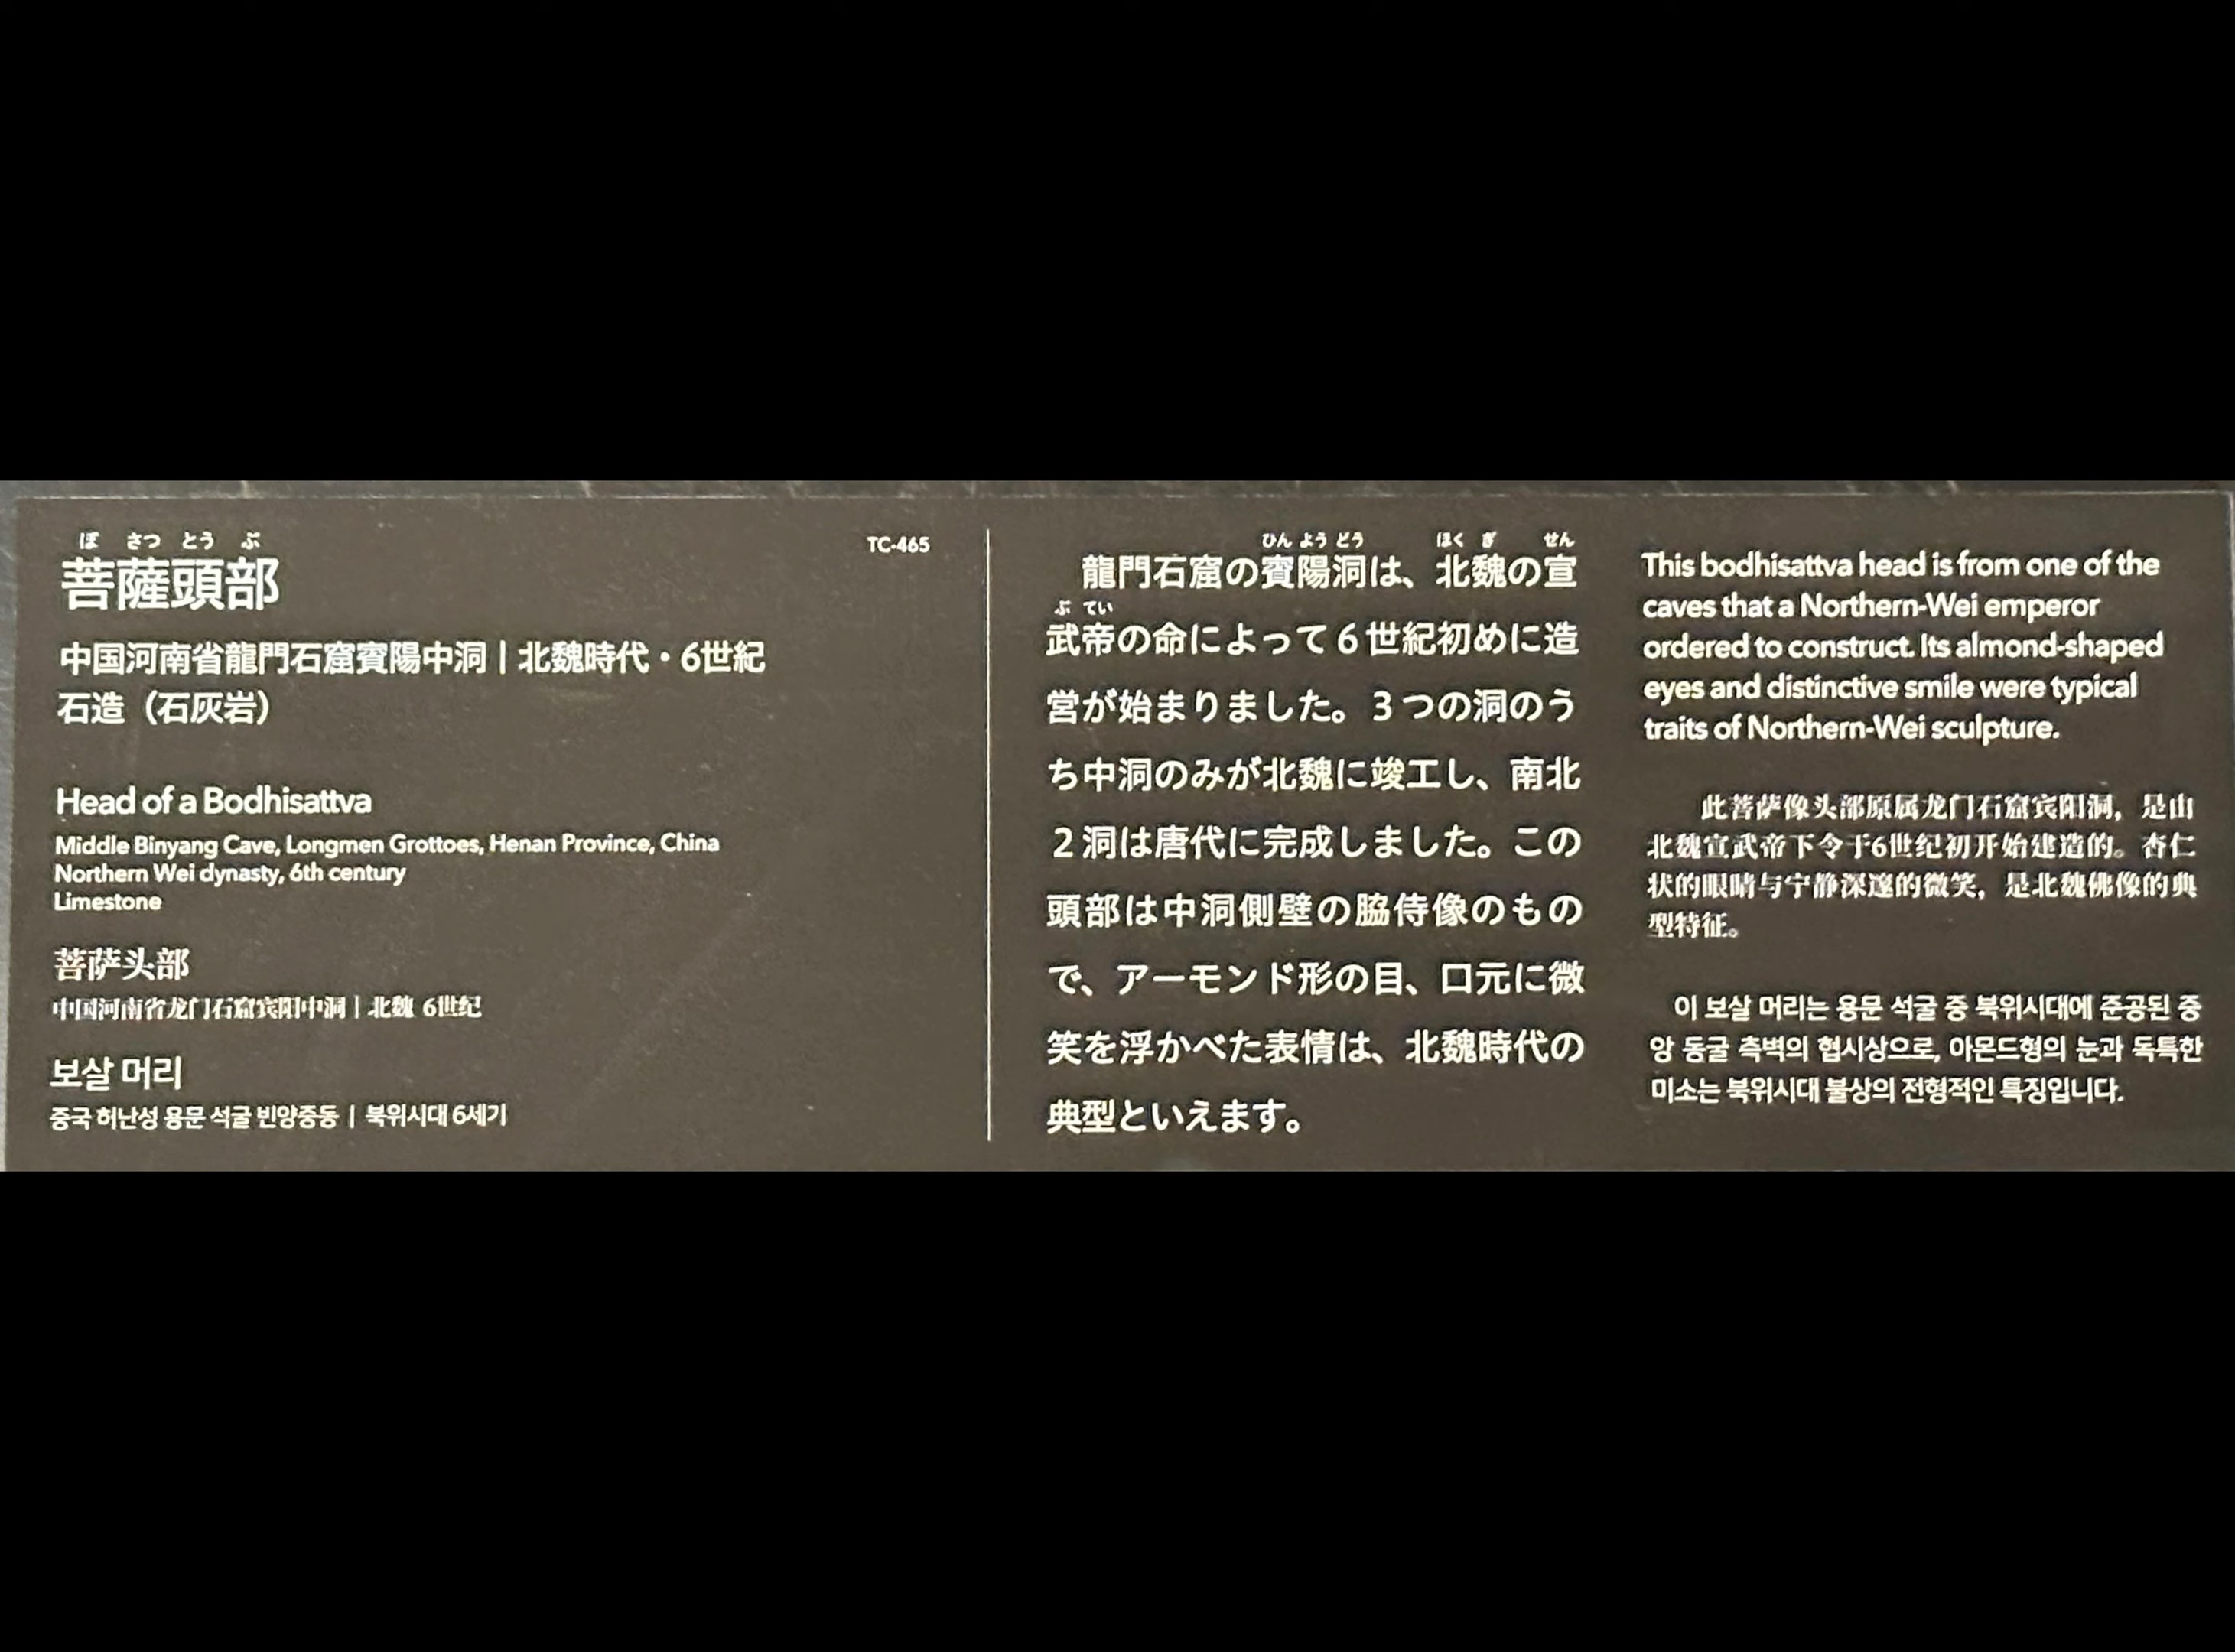 ぼ さつ とう ぶ
菩薩頭部
TC-465
中国河南省龍門石窟賓陽中洞｜北魏時代・6世紀
石造（石灰岩）
Head of a Bodhisattva
Middle Binyang Cave, Longmen Grottoes, Henan Province, China
Northern Wei dynasty, 6th century
Limestone
菩萨头部
中国河南省龙门石窟宾阳中洞｜北魏 6世纪
보살 머리
중국 허난성 용문 석굴 빈양중동｜북위시대 6세기
ひん よう どう ほく ぎ せん
龍門石窟の賓陽洞は、北魏の宣
ぶ てい
武帝の命によって６世紀初めに造
営が始まりました。３つの洞のう
ち中洞のみが北魏に竣工し、南北
２洞は唐代に完成しました。この
頭部は中洞側壁の脇侍像のもの
で、アーモンド形の目、口元に微
笑を浮かべた表情は、北魏時代の
典型といえます。
This bodhisattva head is from one of the
caves that a Northern-Wei emperor
ordered to construct. Its almond-shaped
eyes and distinctive smile were typical
traits of Northern-Wei sculpture.
此菩萨像头部原属龙门石窟宾阳洞，是由
北魏宣武帝下令于6世纪初开始建造的。杏仁
状的眼睛与宁静深邃的微笑，是北魏佛像的典
型特征。
이 보살 머리는 용문 석굴 중 북위시대에 준공된 중
앙 동굴 측벽의 협시상으로, 아몬드형의 눈과 독특한
미소는 북위시대 불상의 전형적인 특징입니다.